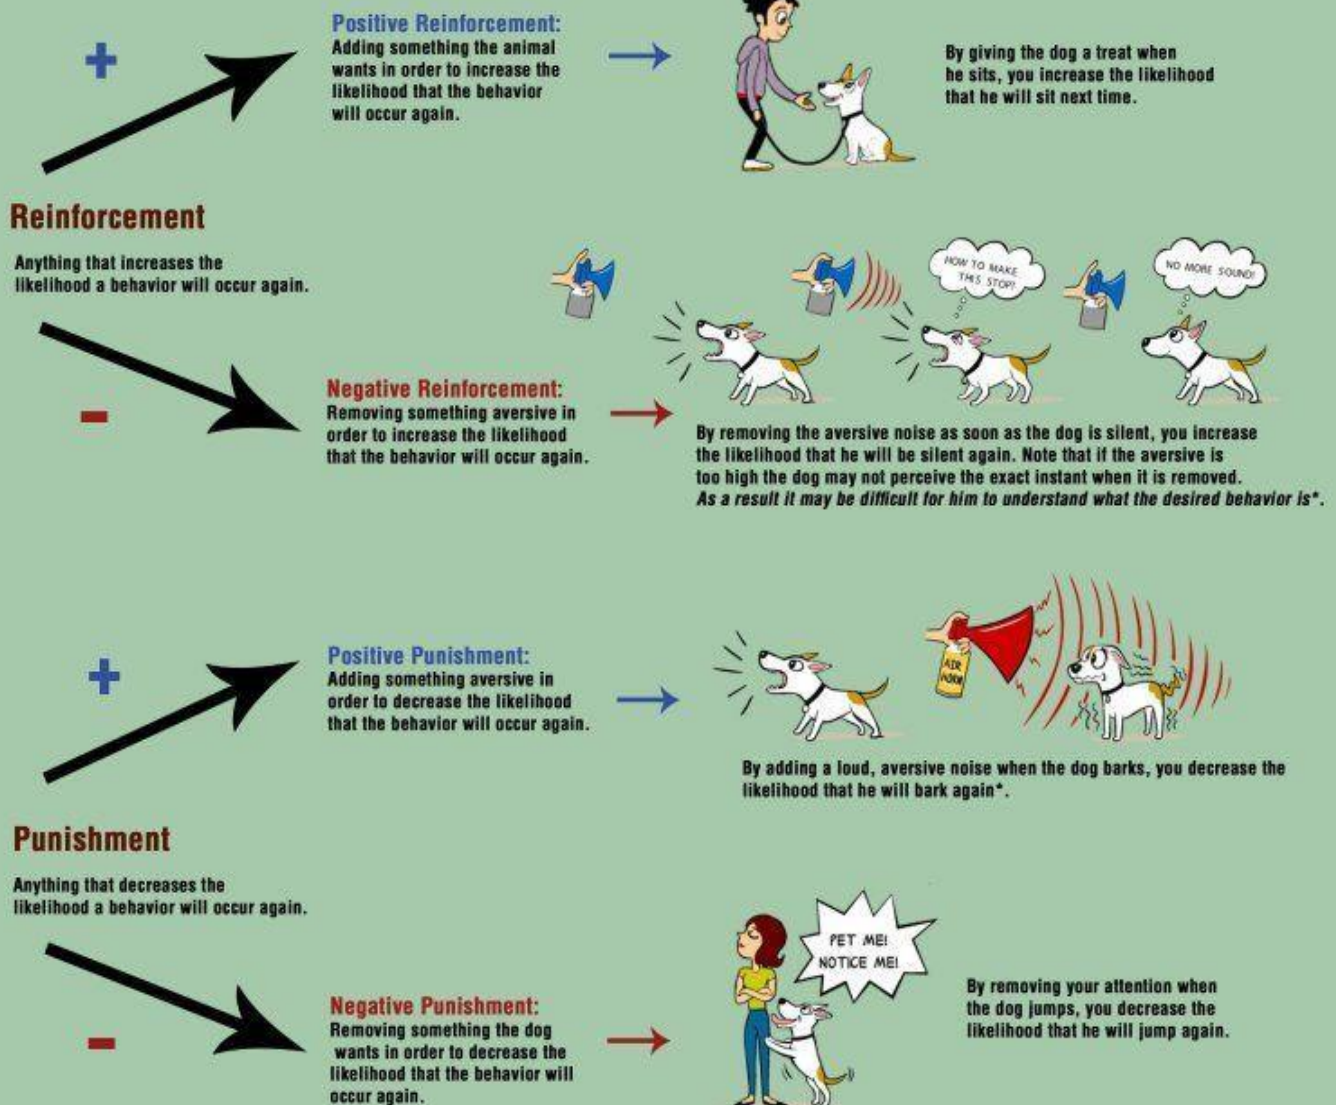 +
Positive Reinforcement:
Adding something the animal
wants in order to increase the
likelihood that the behavior
will occur again.
By giving the dog a treat when
he sits, you increase the likelihood
that he will sit next time.
Reinforcement
Anything that increases the
likelihood a behavior will occur again.
HOW TO MAKE
THIS STOP?
NO MORE SOUND!
-
Negative Reinforcement:
Removing something aversive in
order to increase the likelihood
that the behavior will occur again.
By removing the aversive noise as soon as the dog is silent, you increase
the likelihood that he will be silent again. Note that if the aversive is
too high the dog may not perceive the exact instant when it is removed.
As a result it may be difficult for him to understand what the desired behavior is*.
+
Positive Punishment:
Adding something aversive in
order to decrease the likelihood
that the behavior will occur again.
AIR
HORN
By adding a loud, aversive noise when the dog barks, you decrease the
likelihood that he will bark again*.
Punishment
Anything that decreases the
likelihood a behavior will occur again.
-
Negative Punishment:
Removing something the dog
wants in order to decrease the
likelihood that the behavior will
occur again.
PET ME!
NOTICE ME!
By removing your attention when
the dog jumps, you decrease the
likelihood that he will jump again.